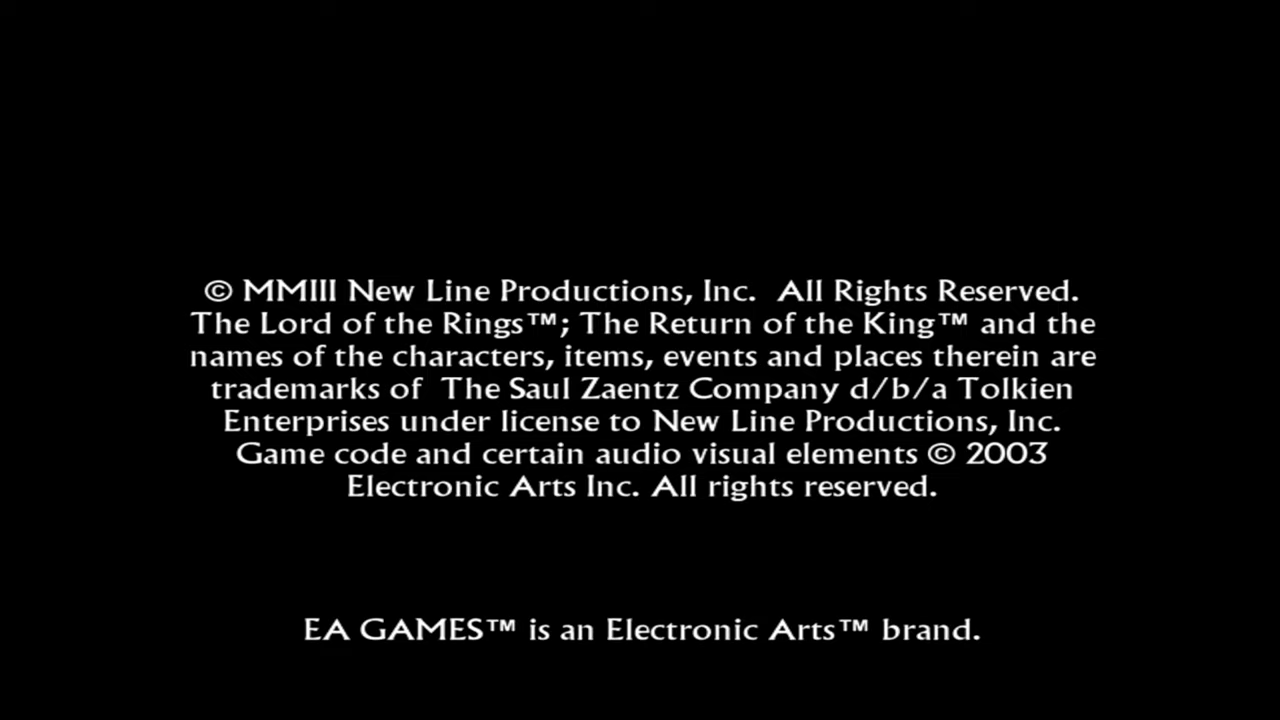 © MMIII New Line Productions, Inc.  All Rights Reserved.
The Lord of the Rings™; The Return of the King™ and the
names of the characters, items, events and places therein are
trademarks of  The Saul Zaentz Company d/b/a Tolkien
Enterprises under license to New Line Productions, Inc.
Game code and certain audio visual elements © 2003
Electronic Arts Inc. All rights reserved.
EA GAMES™ is an Electronic Arts™ brand.